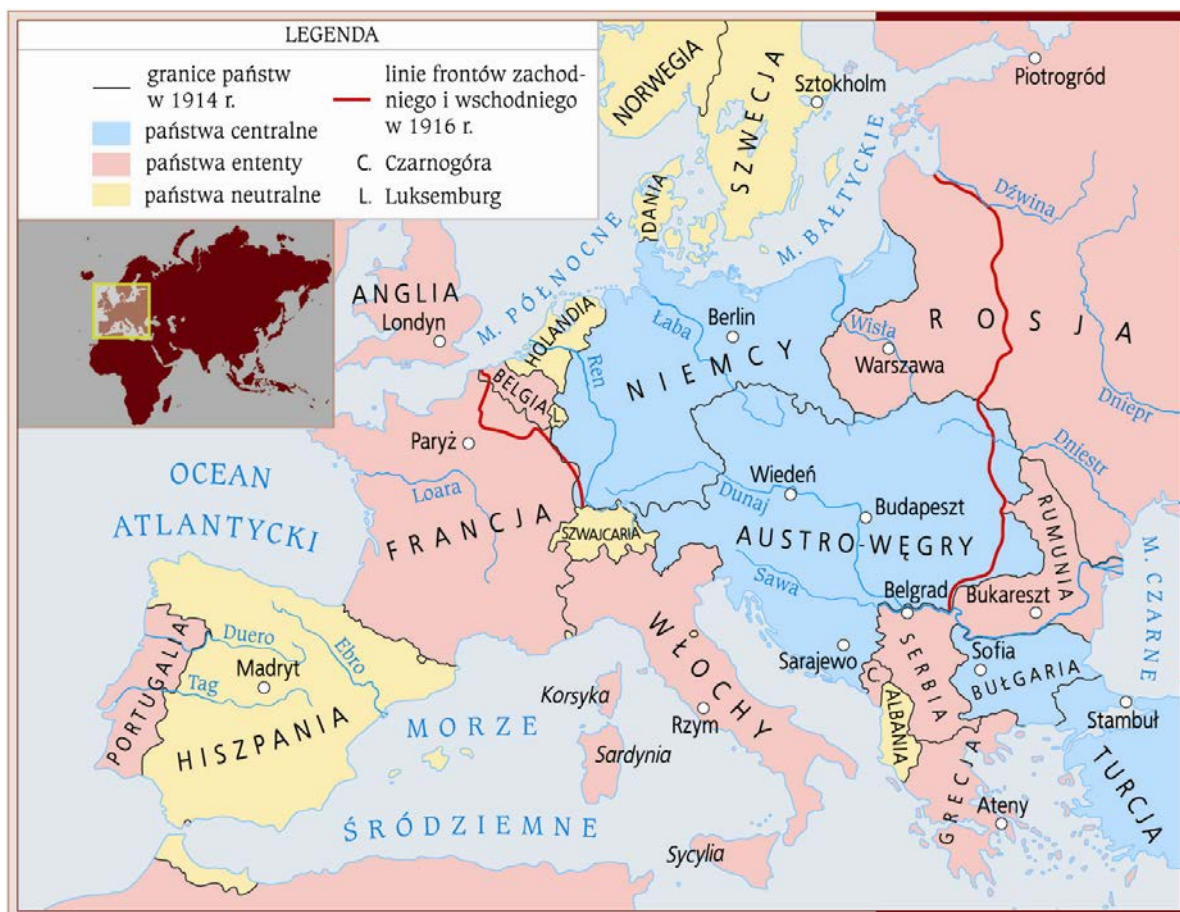 LEGENDA
granice państw
w 1914 r.
państwa centralne
państwa ententy
państwa neutralne
linie frontów zachod-
niego i wschodniego
w 1916 r.
C. Czarnogóra
L. Luksemburg
NORWEGIA
SZWECJA
Sztokholm
Piotrogród
DANIA
M. BAŁTYCKIE
Dźwina
M. PÓŁNOCNE
ANGLIA
Londyn
HOLANDIA
Łaba
Berlin
Wisła
Warszawa
ROSJA
BELGIA
L.
Ren
NIEMCY
Dniepr
Paryż
Loara
FRANCJA
Wiedeń
Dunaj
Budapeszt
Dniestr
OCEAN
ATLANTYCKI
SZWAJCARIA
AUSTRO-WĘGRY
RUMUNIA
Sawa
Belgrad
Bukareszt
M. CZARNE
PORTUGALIA
Duero
Ebro
Madryt
Tag
HISZPANIA
WŁOCHY
Sarajewo
C.
SERBIA
Sofia
BUŁGARIA
Korsyka
Rzym
ALBANIA
Stambuł
MORZE
Sardynia
GRECJA
TURCJA
ŚRÓDZIEMNE
Sycylia
Ateny